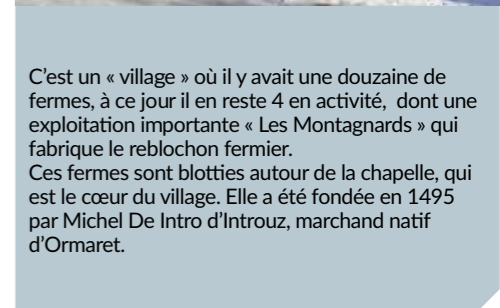 C’est un « village » où il y avait une douzaine de
fermes, à ce jour il en reste 4 en activité,  dont une
exploitation importante « Les Montagnards » qui
fabrique le reblochon fermier.
Ces fermes sont blotties autour de la chapelle, qui
est le cœur du village. Elle a été fondée en 1495
par Michel De Intro d’Introuz, marchand natif
d’Ormaret.